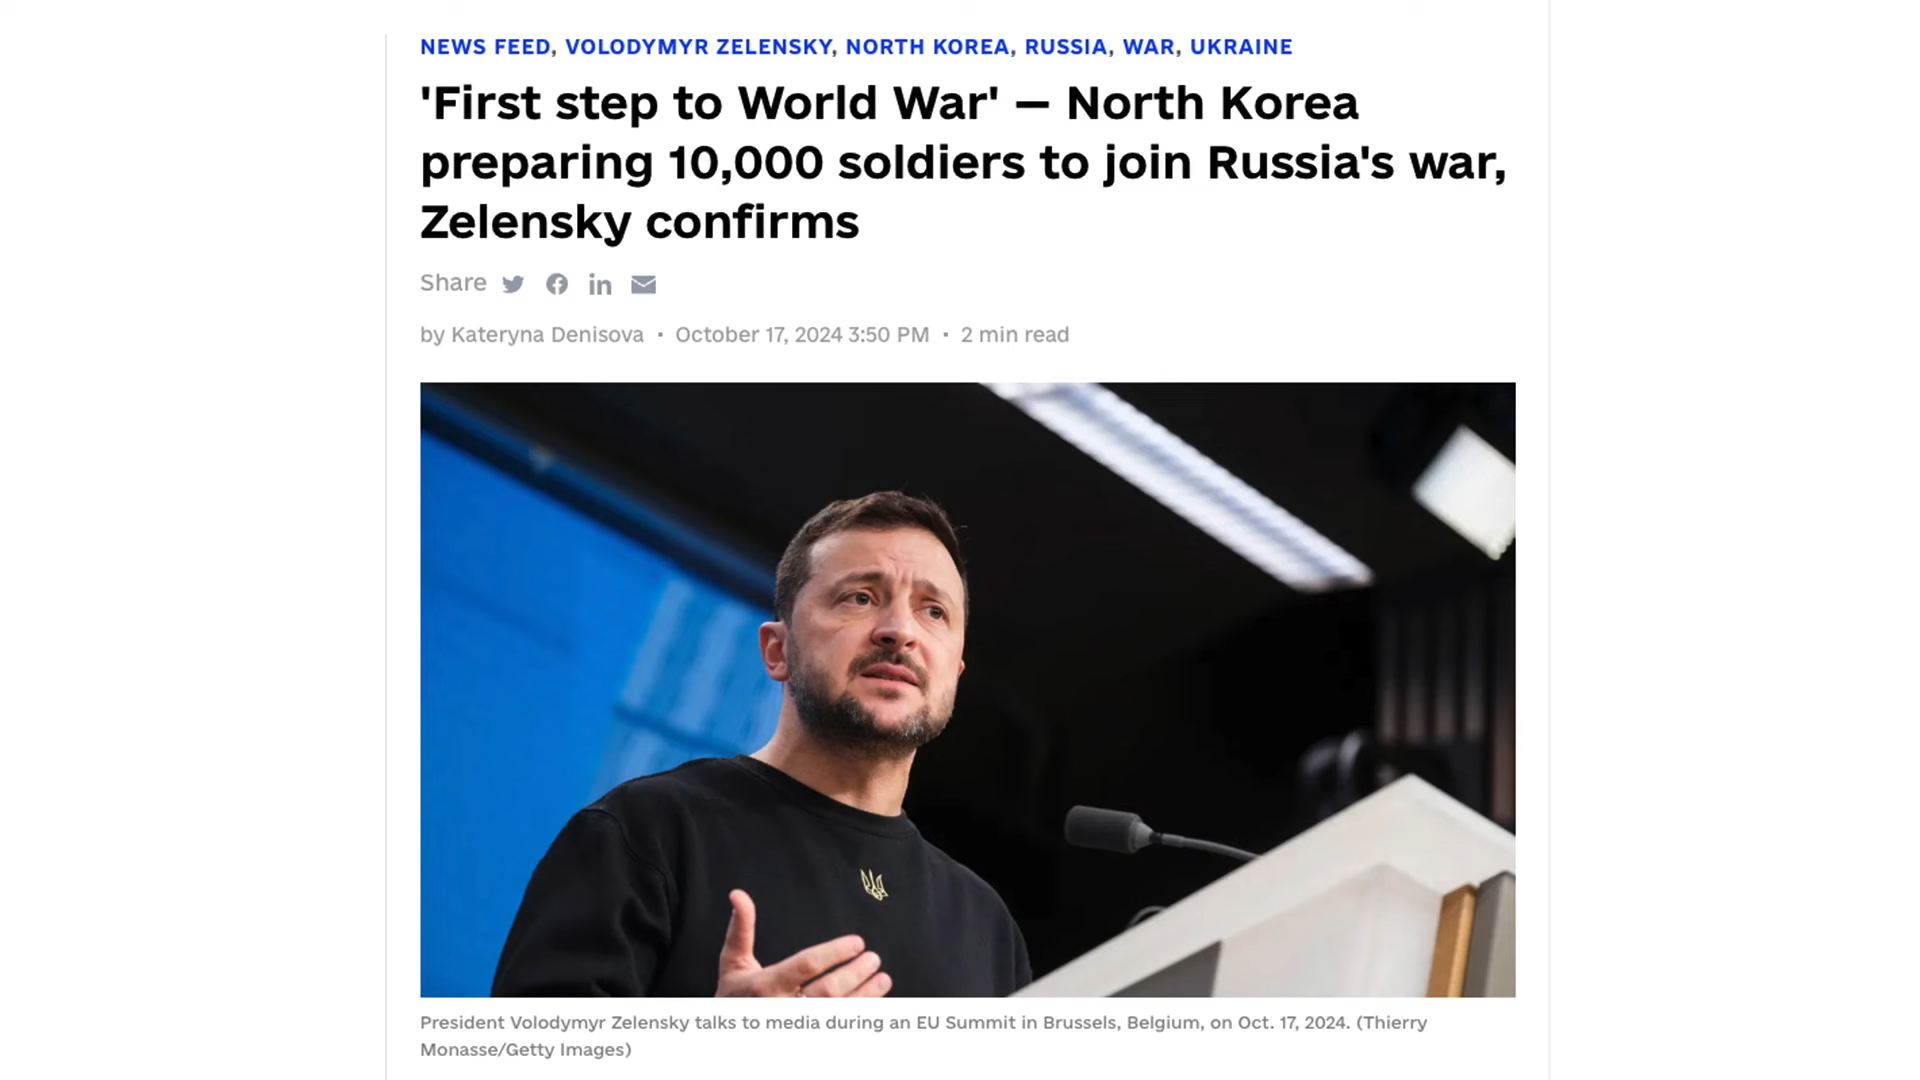 NEWS FEED, VOLODYMYR ZELENSKY, NORTH KOREA, RUSSIA, WAR, UKRAINE
'First step to World War' — North Korea
preparing 10,000 soldiers to join Russia's war,
Zelensky confirms
Share
by Kateryna Denisova · October 17, 2024 3:50 PM · 2 min read
President Volodymyr Zelensky talks to media during an EU Summit in Brussels, Belgium, on Oct. 17, 2024. (Thierry
Monasse/Getty Images)